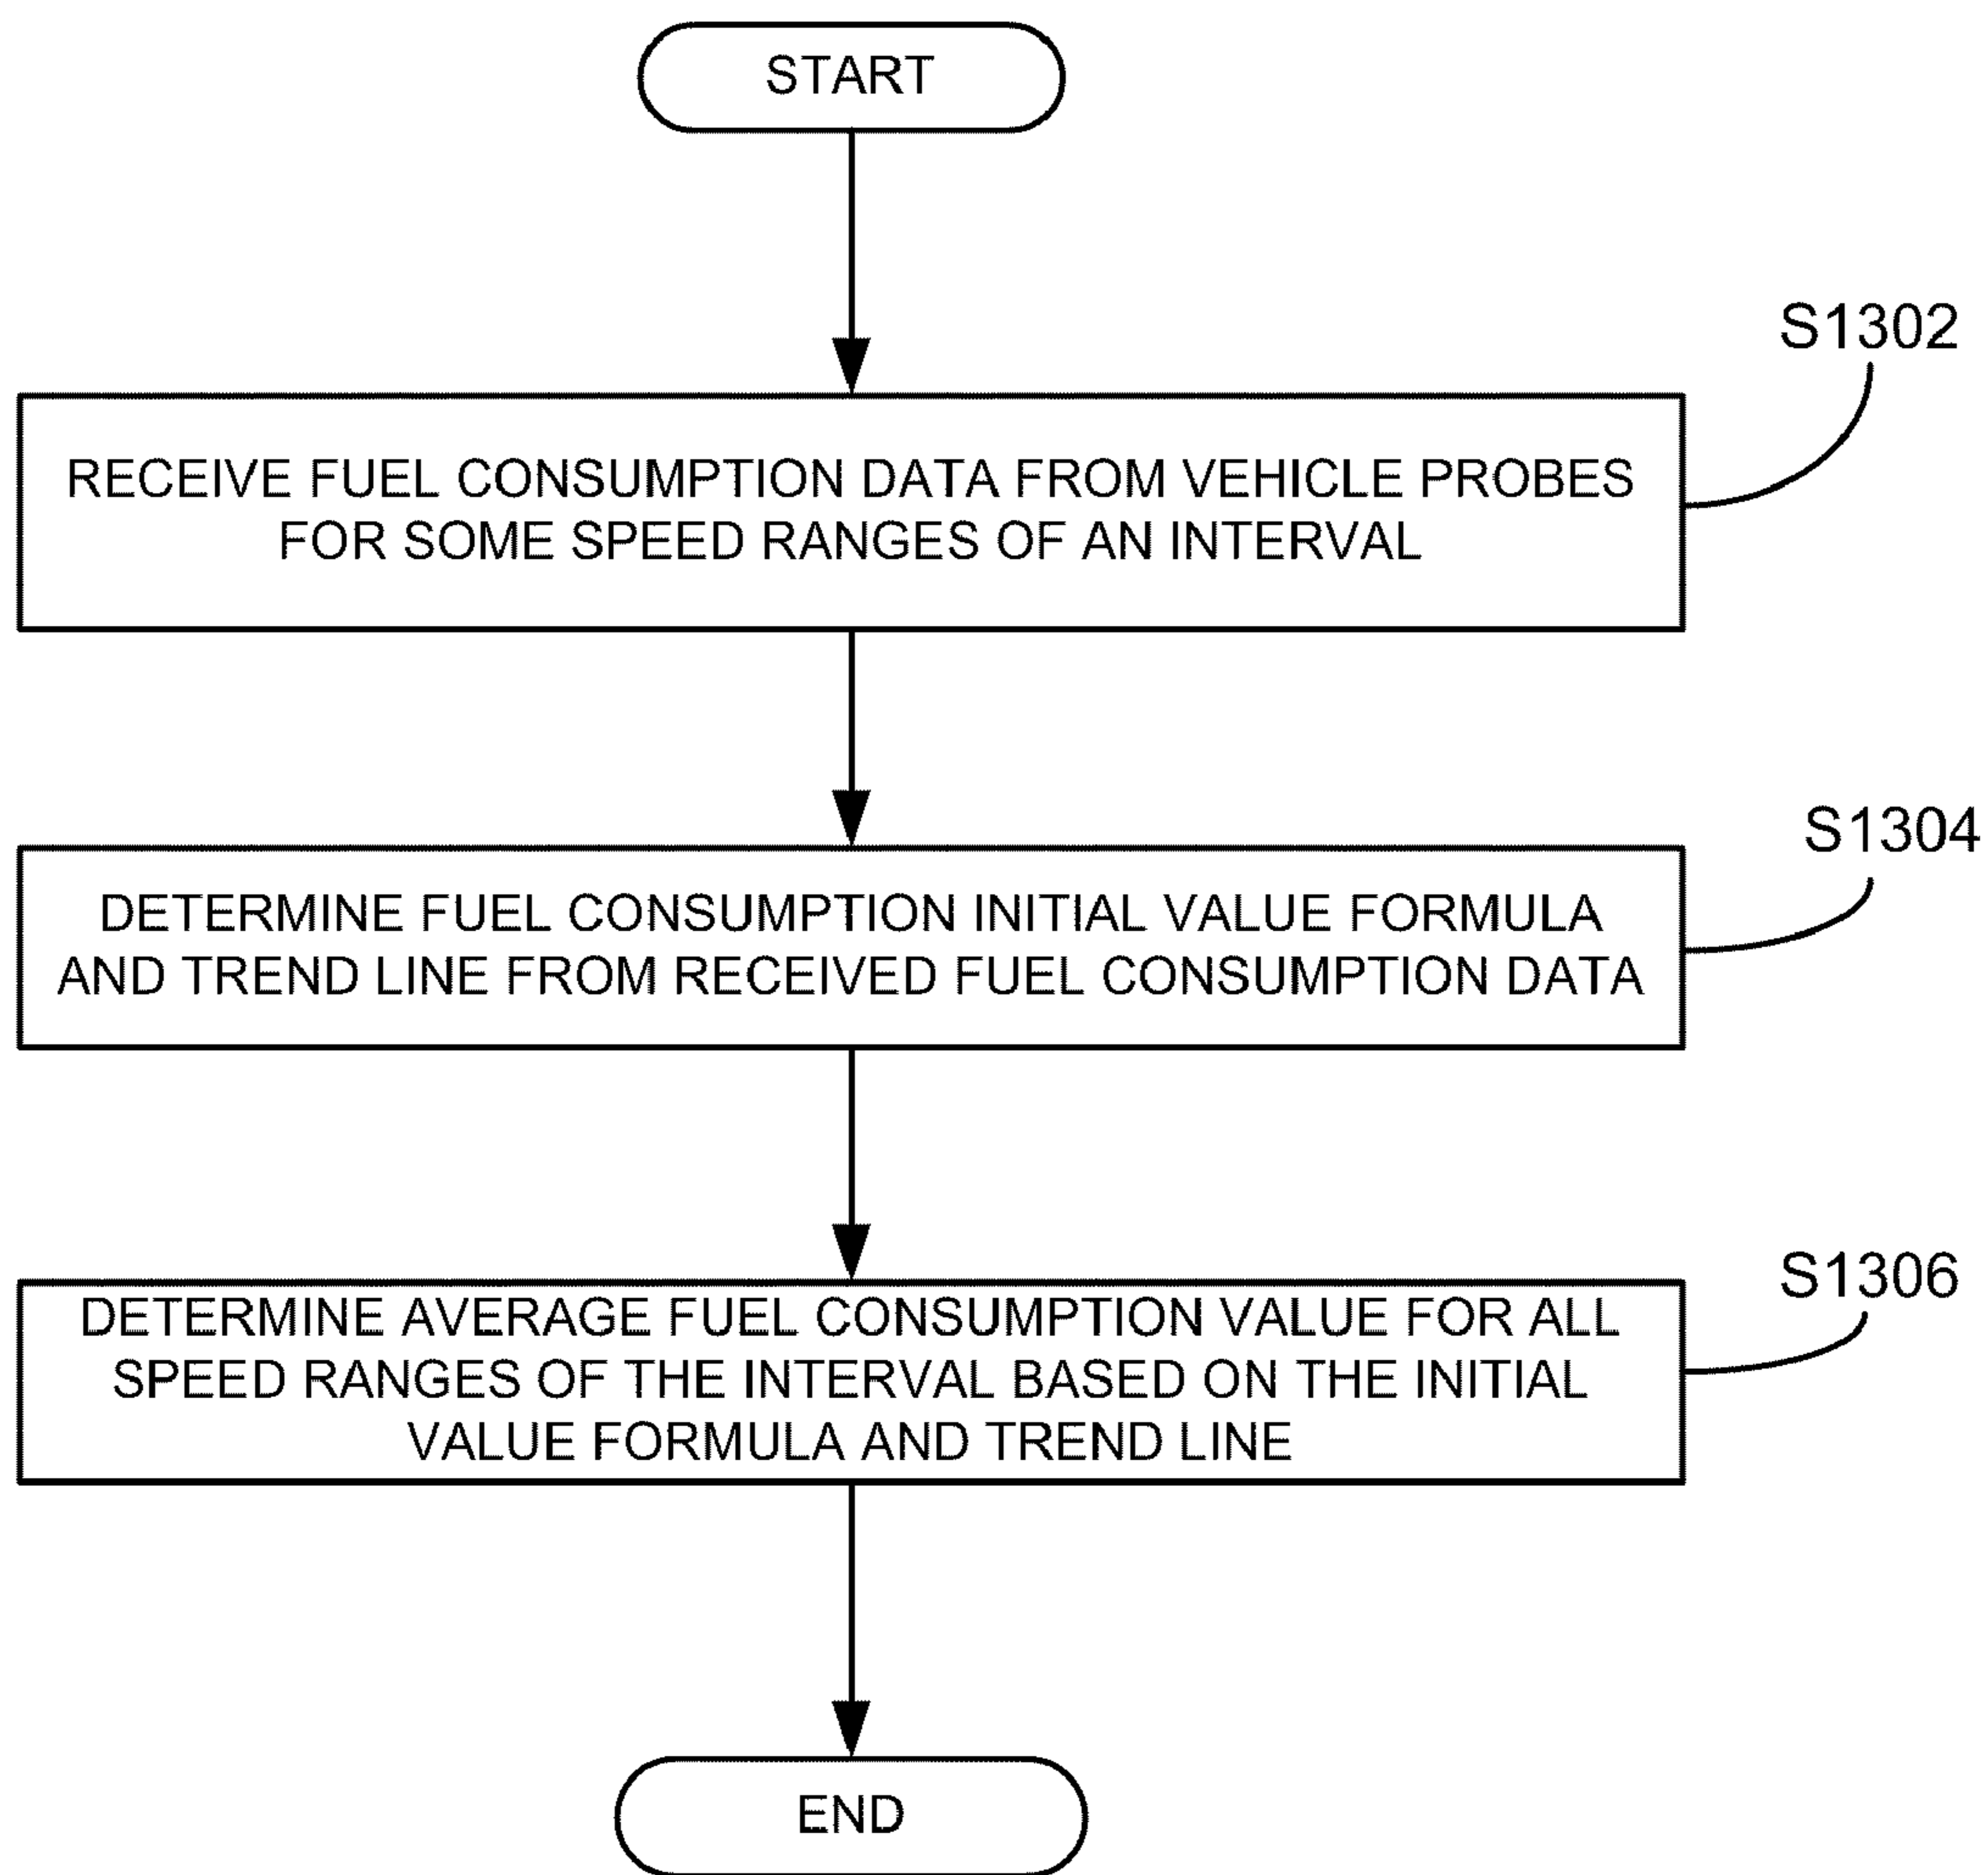 START
S1302
RECEIVE FUEL CONSUMPTION DATA FROM VEHICLE PROBES
FOR SOME SPEED RANGES OF AN INTERVAL
S1304
DETERMINE FUEL CONSUMPTION INITIAL VALUE FORMULA
AND TREND LINE FROM RECEIVED FUEL CONSUMPTION DATA
S1306
DETERMINE AVERAGE FUEL CONSUMPTION VALUE FOR ALL
SPEED RANGES OF THE INTERVAL BASED ON THE INITIAL
VALUE FORMULA AND TREND LINE
END